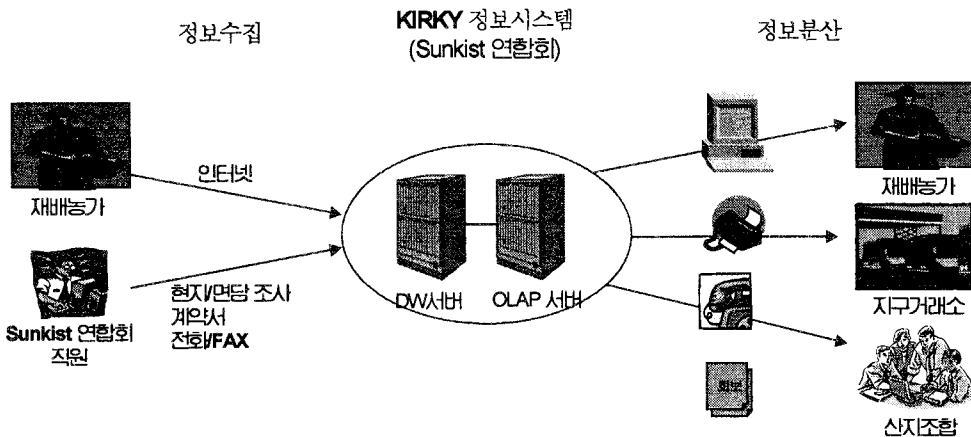 정보수집
KIRKY 정보시스템
(Sunkist 연합회)
정보분산
인터넷
재배농가
재배농가
현지/면담 조사
계약서
전화/FAX
Sunkist 연합회
직원
DW서버
OLAP 서버
지구거래소
회보
산지조합